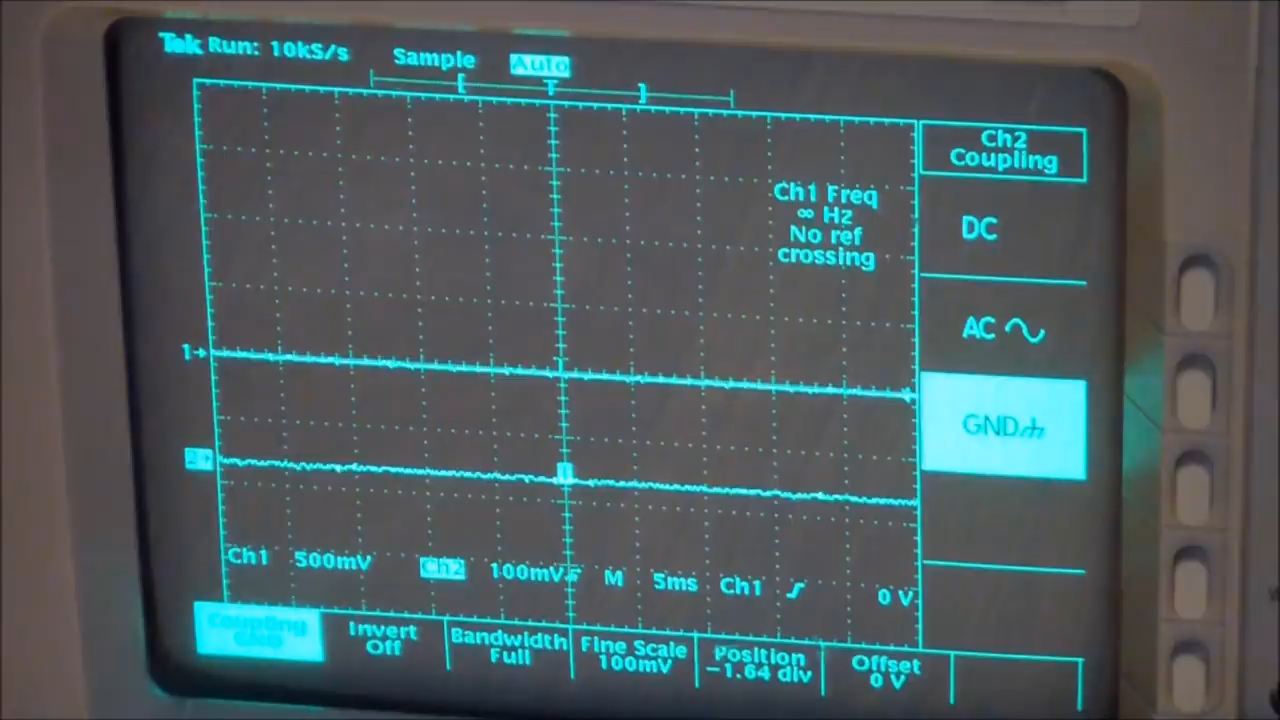 Tek Run: 10kS/s Sample Auto
T
Ch2
Coupling
Ch1 Freq
∞ Hz
No ref
crossing
DC
AC
1
GND
2
Ch1 500mV Ch2 100mV M 5ms Ch1 0 V
Coupling
GND
Invert
Off
Bandwidth
Full
Fine Scale
100mV
Position
-1.64 div
Offset
0 V